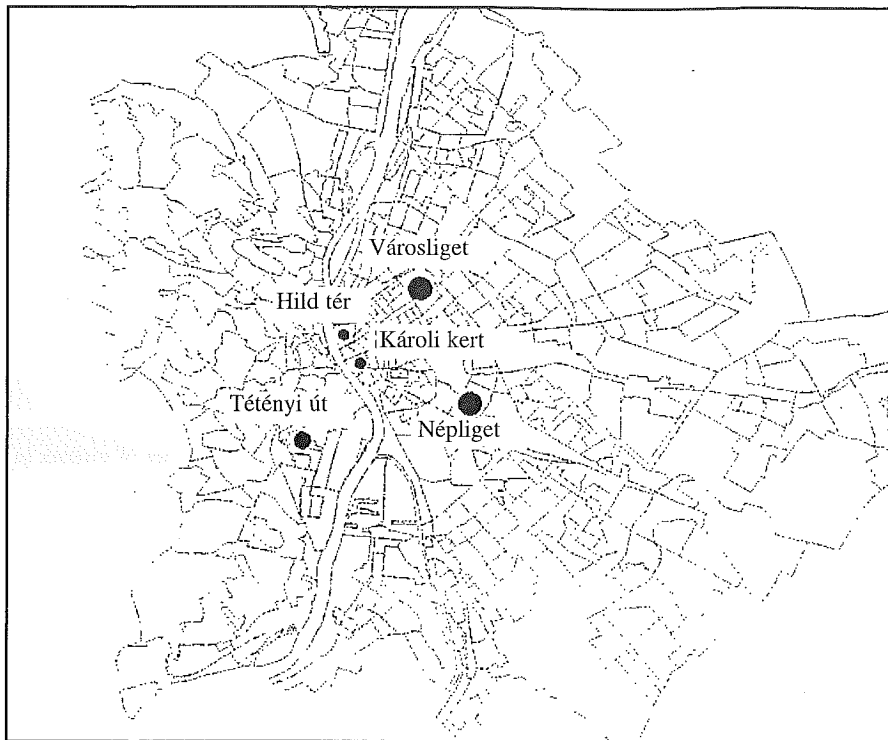 Városliget
Hild tér
Károli kert
Tétényi út
Népliget